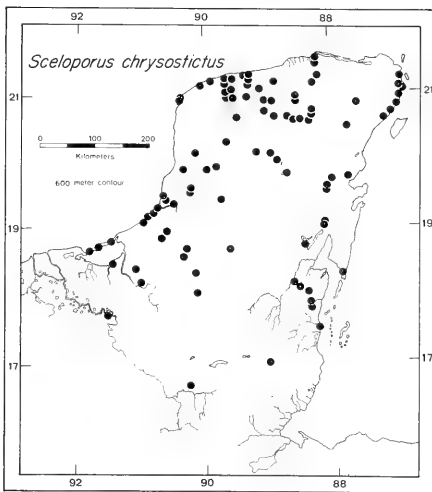 92 90 88
Sceloporus chrysostictus
21 21
0 100 200
Kilometers
600 meter contour
19 19
17 17
92 90 88